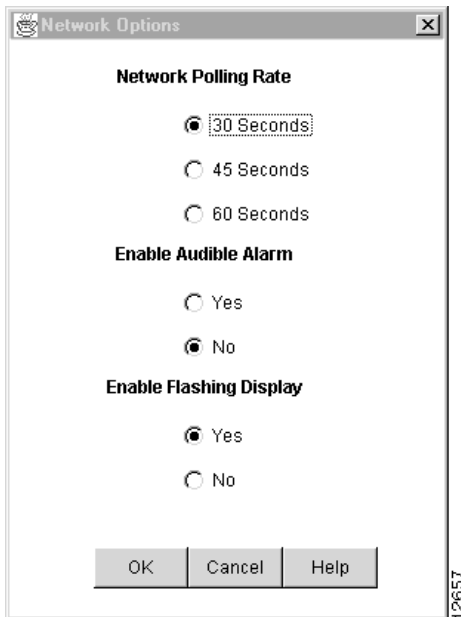 Network Options
Network Polling Rate
30 Seconds
45 Seconds
60 Seconds
Enable Audible Alarm
Yes
No
Enable Flashing Display
Yes
No
OK Cancel Help
12657